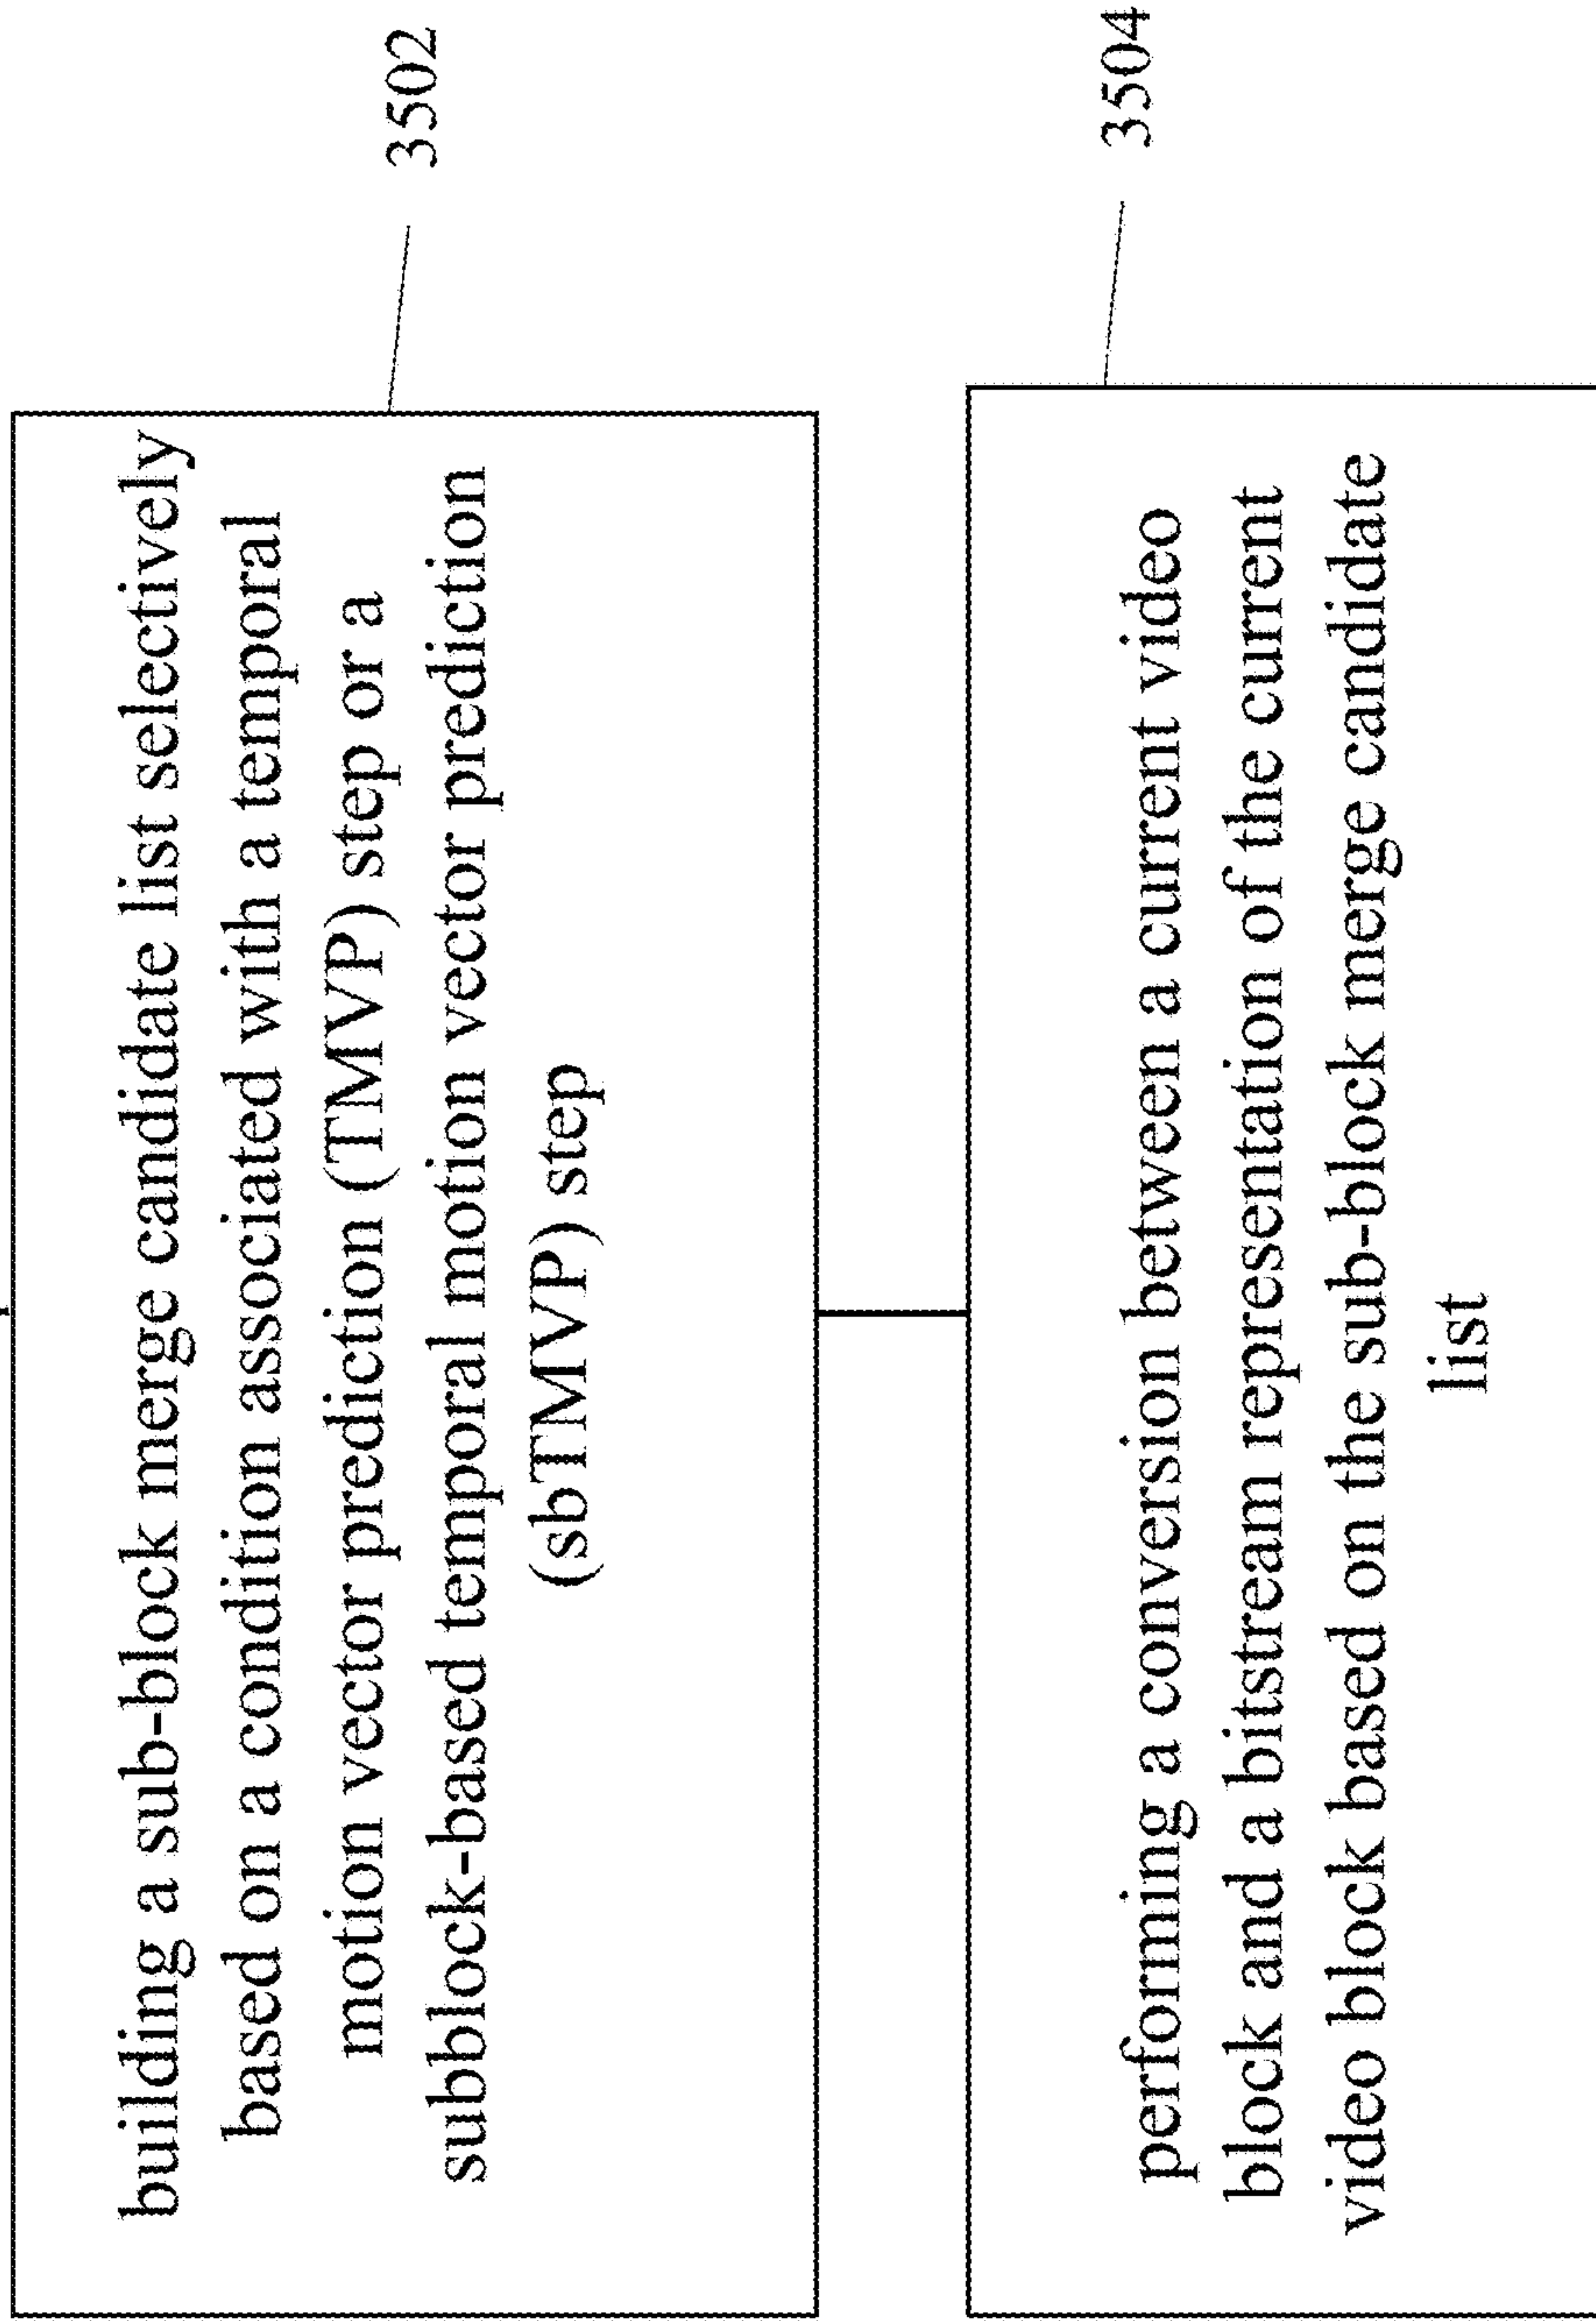 building a sub-block merge candidate list selectively
based on a condition associated with a temporal
motion vector prediction (TMVP) step or a
subblock-based temporal motion vector prediction
(sbTMVP) step
3502
performing a conversion between a current video
block and a bitstream representation of the current
video block based on the sub-block merge candidate
list
3504